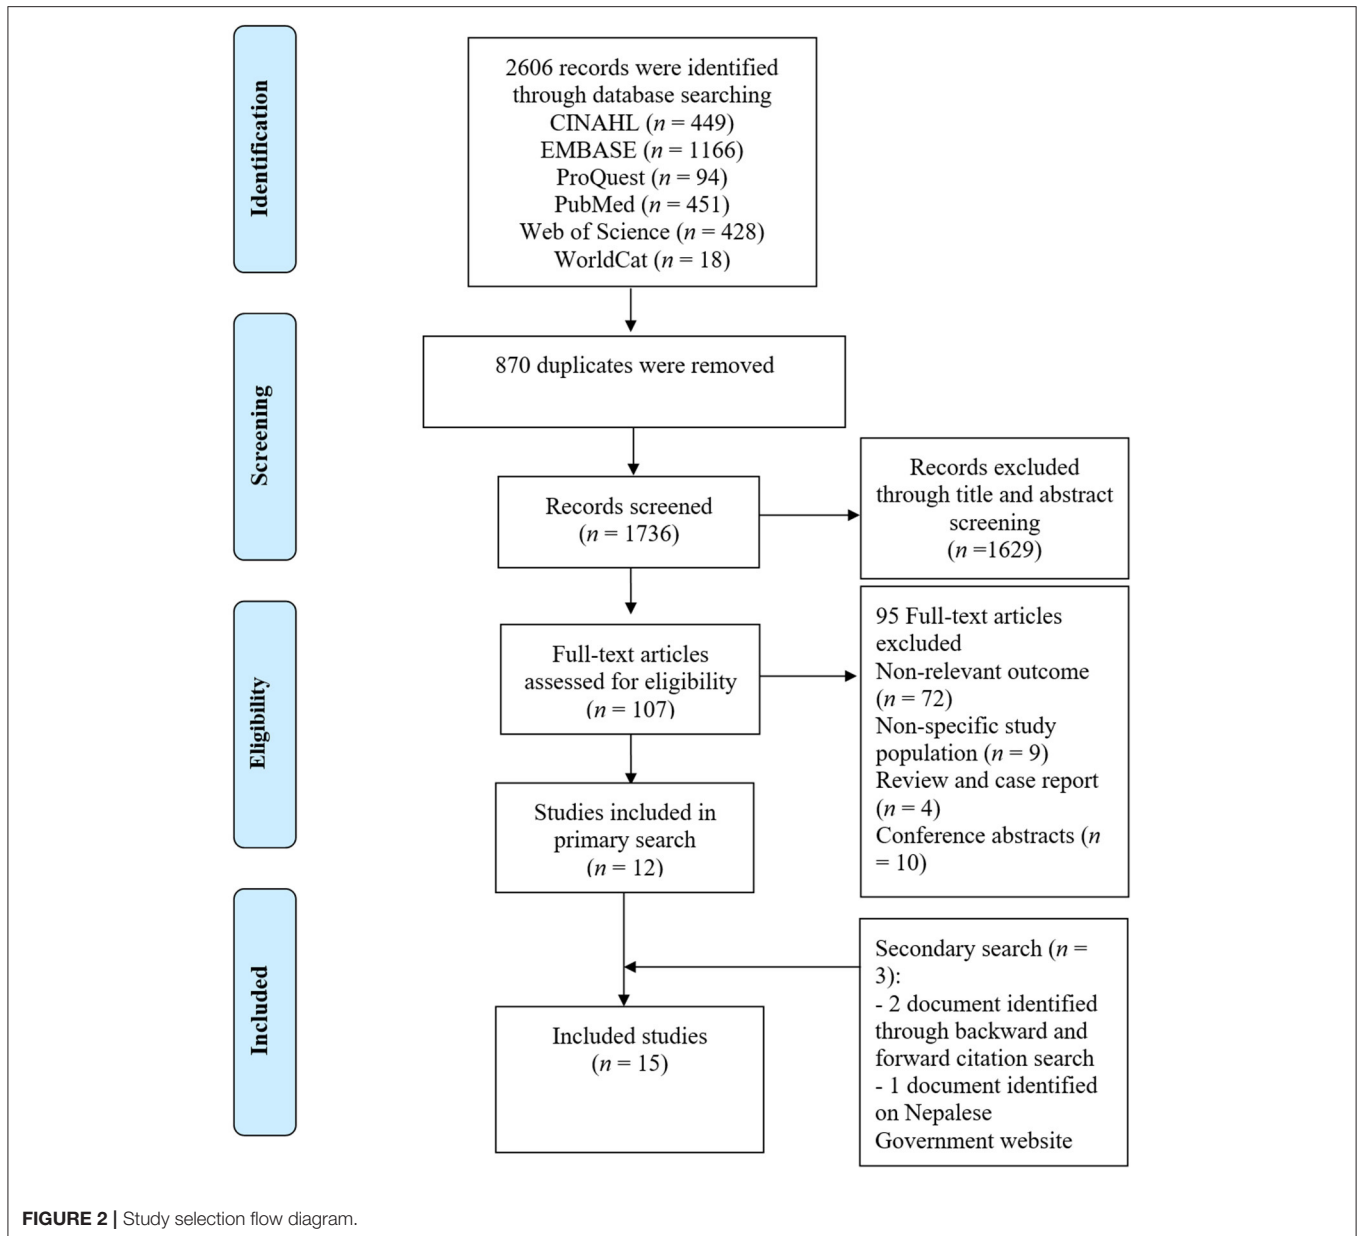 Identification
2606 records were identified
through database searching
CINAHL (n = 449)
EMBASE (n = 1166)
ProQuest (n = 94)
PubMed (n = 451)
Web of Science (n = 428)
WorldCat (n = 18)
Screening
870 duplicates were removed
Records screened
(n = 1736)
Records excluded
through title and abstract
screening
(n =1629)
Eligibility
Full-text articles
assessed for eligibility
(n = 107)
95 Full-text articles
excluded
Non-relevant outcome
(n = 72)
Non-specific study
population (n = 9)
Review and case report
(n = 4)
Conference abstracts (n
= 10)
Studies included in
primary search
(n = 12)
Included
Secondary search (n =
3):
- 2 document identified
through backward and
forward citation search
- 1 document identified
on Nepalese
Government website
Included studies
(n = 15)
FIGURE 2 | Study selection flow diagram.